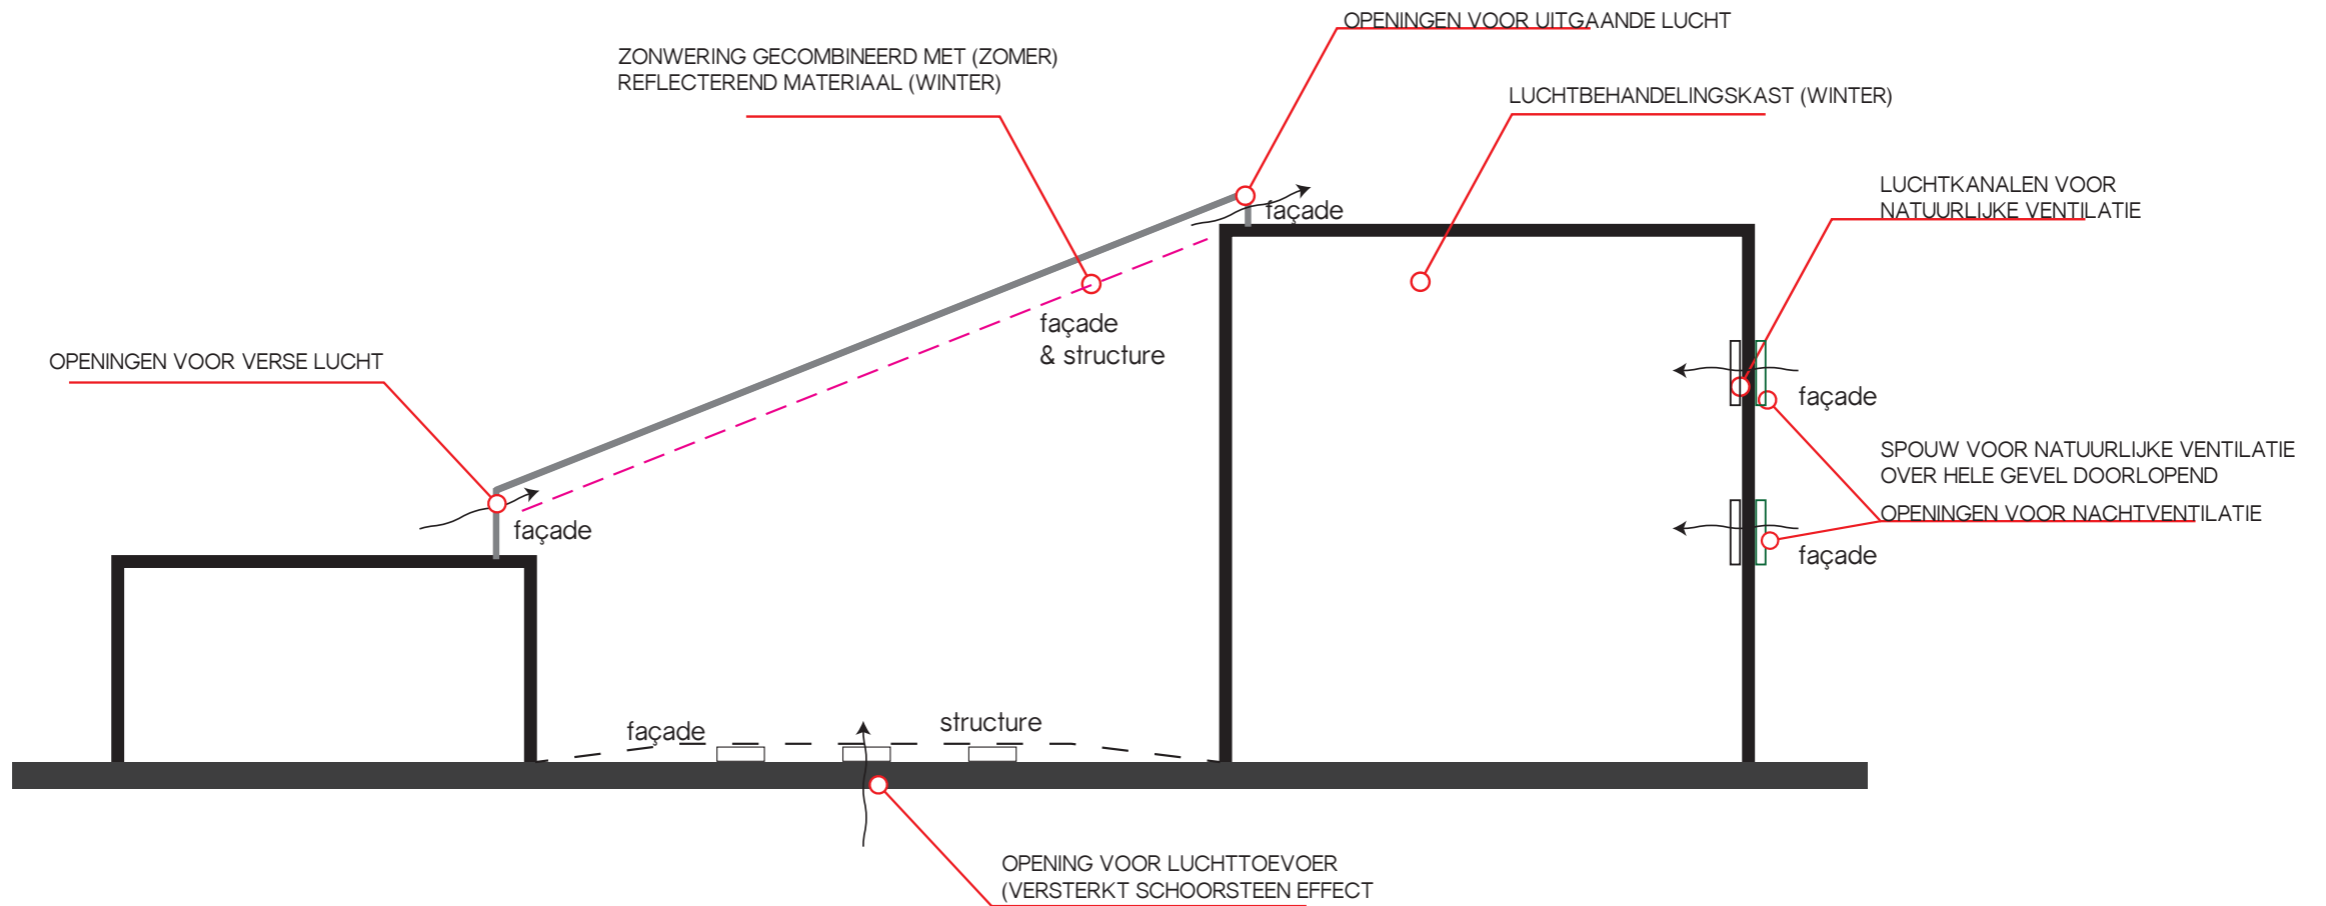 OPENINGEN VOOR UITGAANDE LUCHT
ZONWERING GECOMBINEERD MET (ZOMER)
REFLECTEREND MATERIAAL (WINTER)
LUCHTBEHANDELINGSKAST (WINTER)
LUCHTKANALEN VOOR
NATUURLIJKE VENTILATIE
façade
façade
& structure
OPENINGEN VOOR VERSE LUCHT
façade
façade
SPOUW VOOR NATUURLIJKE VENTILATIE
OVER HELE GEVEL DOORLOPEND
OPENINGEN VOOR NACHTVENTILATIE
façade
façade
structure
OPENING VOOR LUCHTTOEVOER
(VERSTERKT SCHOORSTEEN EFFECT